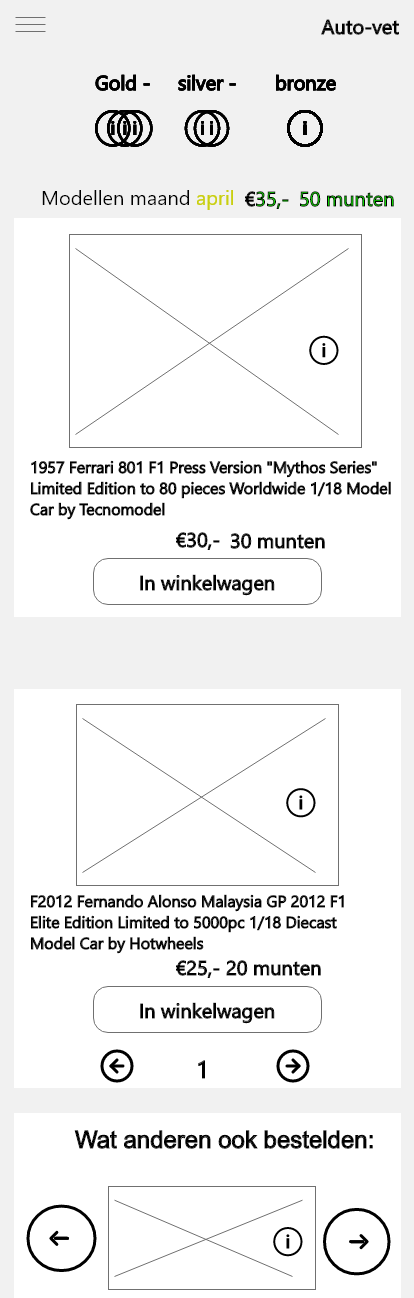 Auto-vet
Gold - silver - bronze
i i i i i i
Modellen maand april €35,- 50 munten
i
1957 Ferrari 801 F1 Press Version "Mythos Series"
Limited Edition to 80 pieces Worldwide 1/18 Model
Car by Tecnomodel
€30,- 30 munten
In winkelwagen
i
F2012 Fernando Alonso Malaysia GP 2012 F1
Elite Edition Limited to 5000pc 1/18 Diecast
Model Car by Hotwheels
€25,- 20 munten
In winkelwagen
1
Wat anderen ook bestelden:
i